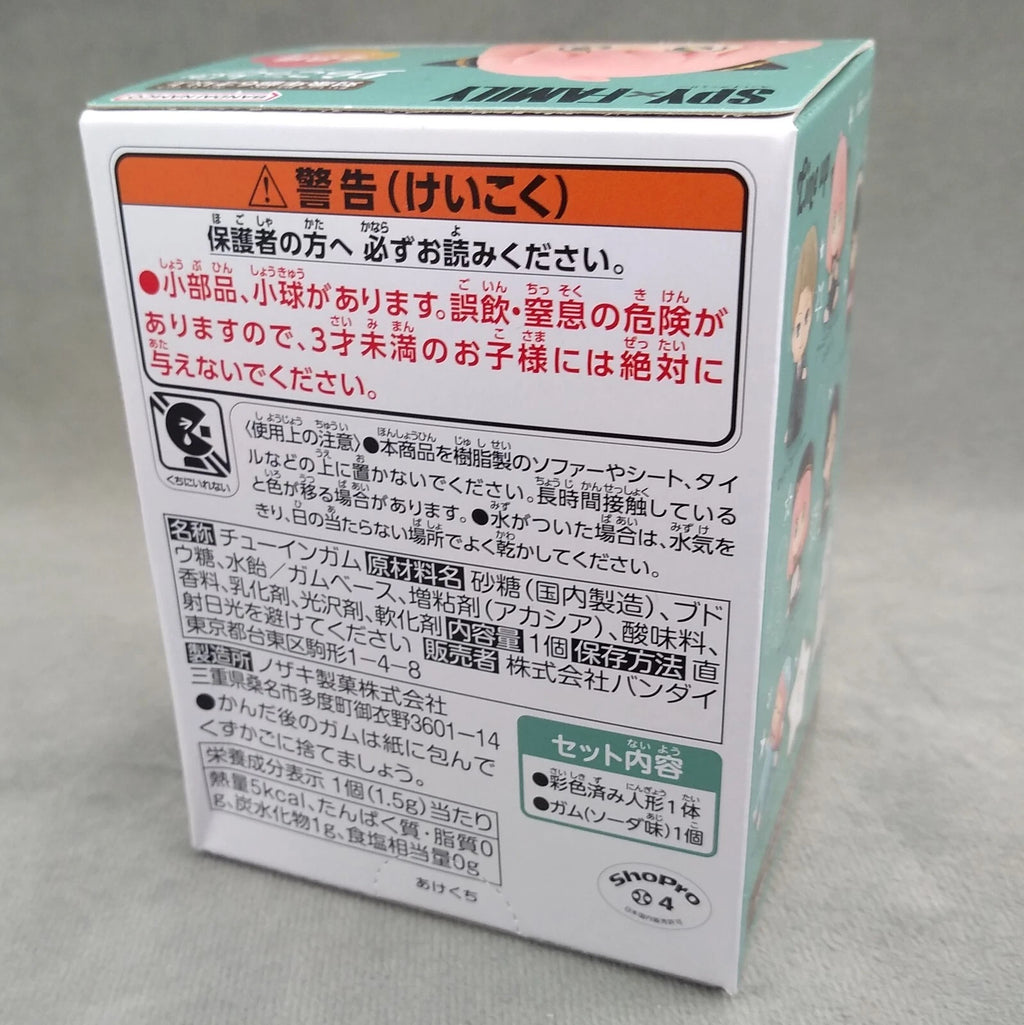 SPY×FAMILY
警告(けいこく)
保護者の方へ 必ずお読みください。
●小部品、小球があります。誤飲・窒息の危険が
ありますので、3才未満のお子様には絶対に
与えないでください。
くちにいれない
〈使用上の注意〉●本商品を樹脂製のソファーやシート、タイ
ルなどの上に置かないでください。長時間接触している
と色が移る場合があります。●水がついた場合は、水気を
きり、日の当たらない場所でよく乾かしてください。
名称 チューインガム 原材料名 砂糖(国内製造)、ブド
ウ糖、水飴/ガムベース、増粘剤(アカシア)、酸味料、
香料、乳化剤、光沢剤、軟化剤 内容量 1個 保存方法 直
射日光を避けてください 販売者 株式会社バンダイ
東京都台東区駒形1-4-8
製造所 ノザキ製菓株式会社
三重県桑名市多度町御衣野3601-14
●かんだ後のガムは紙に包んで
くずかごに捨てましょう。
栄養成分表示 1個(1.5g)当たり
熱量5kcal、たんぱく質・脂質0
g、炭水化物1g、食塩相当量0g
セット内容
●彩色済み人形1体
●ガム(ソーダ味)1個
あけくち
ShoPro
4
日本国内販売許可